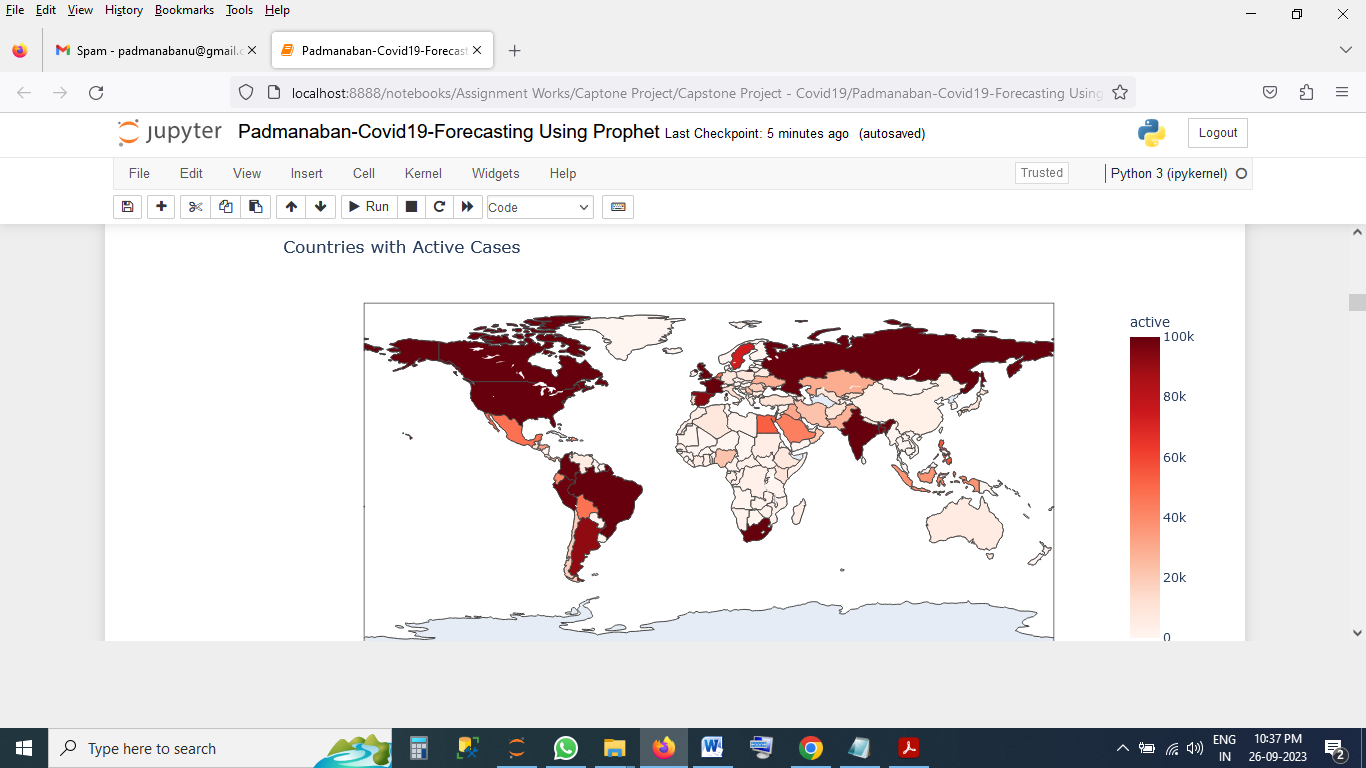 File Edit View History Bookmarks Tools Help
Spam - padmanabanu@gmail.c
Padmanaban-Covid19-Forecast
localhost:8888/notebooks/Assignment Works/Captone Project/Capstone Project - Covid19/Padmanaban-Covid19-Forecasting Using
jupyter Padmanaban-Covid19-Forecasting Using Prophet Last Checkpoint: 5 minutes ago (autosaved)
Logout
File Edit View Insert Cell Kernel Widgets Help
Trusted
Python 3 (ipykernel)
Run
Code
Countries with Active Cases
active
100k
80k
60k
40k
20k
0
Type here to search
ENG
IN
10:37 PM
26-09-2023
2